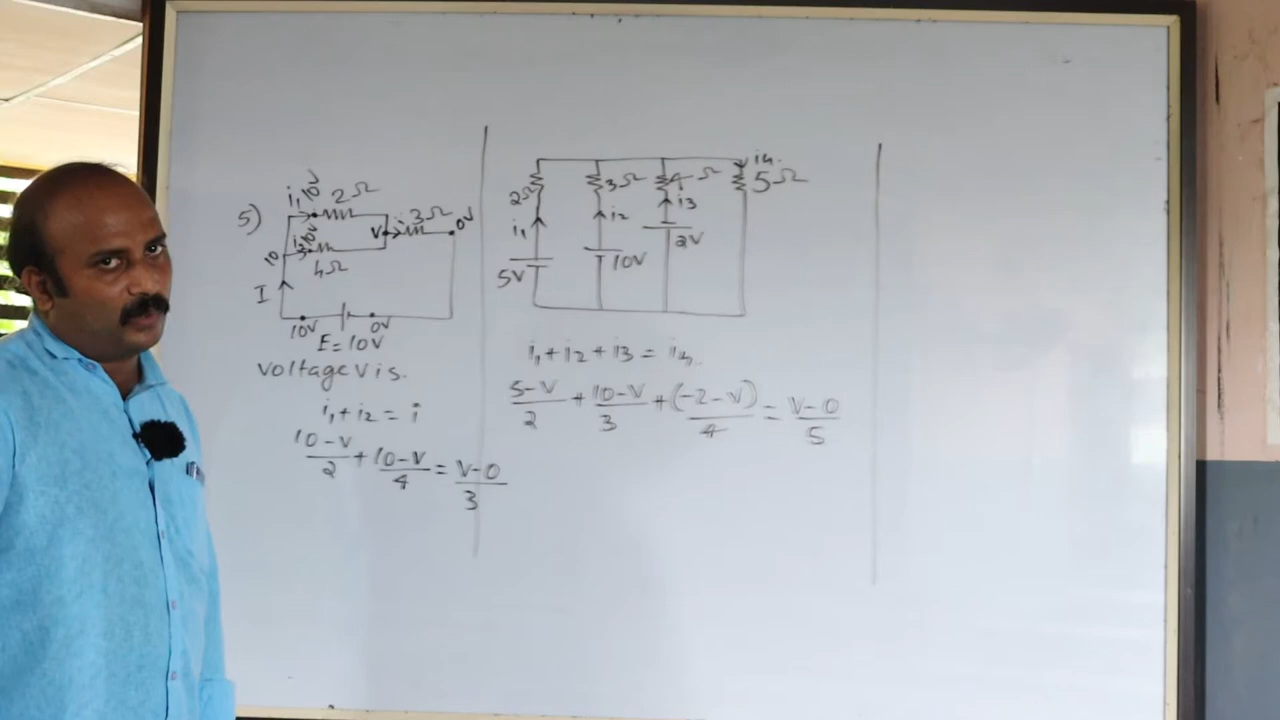 5)
i₁ 10V 2Ω
i 3Ω 0V
10 i₂ 10V V
4Ω
I
10V 0V
E=10V
voltage V is.
i₁+i₂ = i
10-V/2 + 10-V/4 = V-0/3
i₄.
2Ω 3Ω 4Ω 5Ω
i₁ i₂ i₃
5V 10V 2V
i₁+i₂+i₃ = i₄.
5-V/2 + 10-V/3 + (-2-V)/4 = V-0/5